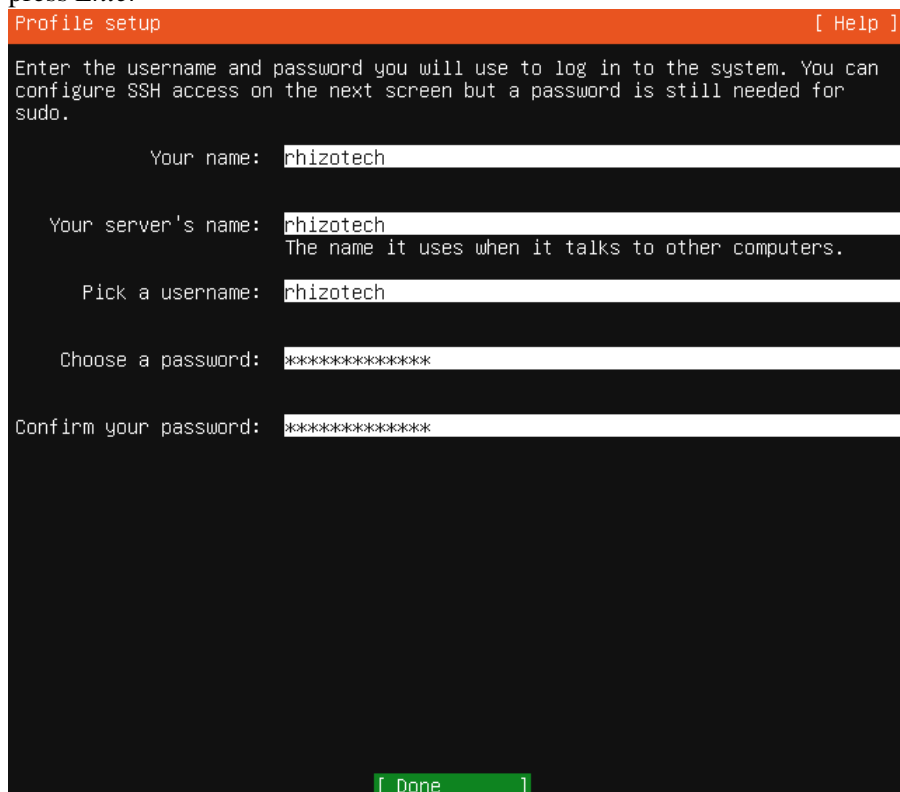 press Enter
Profile setup [ Help ]
Enter the username and password you will use to log in to the system. You can
configure SSH access on the next screen but a password is still needed for
sudo.
Your name: rhizotech
Your server's name: rhizotech
The name it uses when it talks to other computers.
Pick a username: rhizotech
Choose a password: *************
Confirm your password: *************
[ Done ]